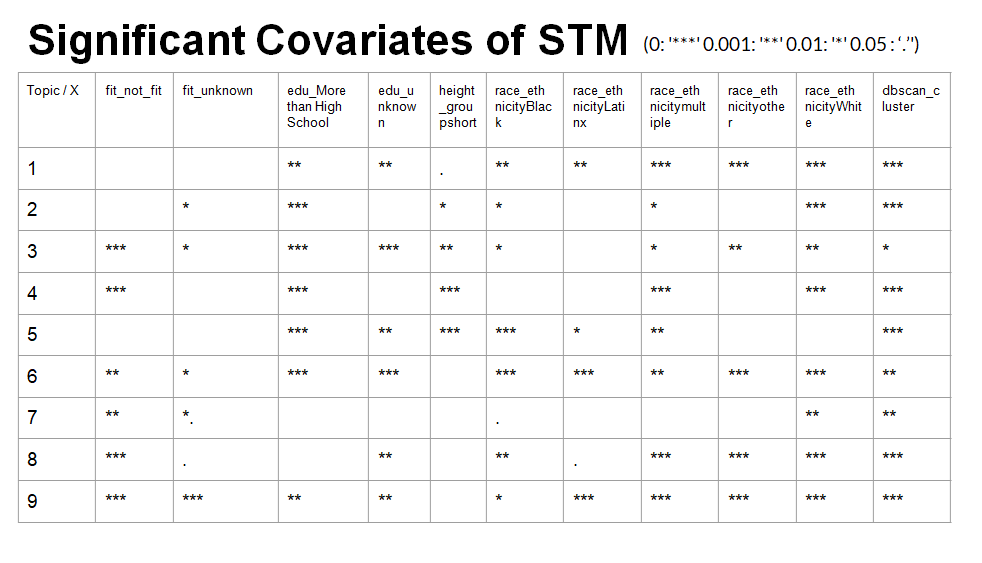 Significant Covariates of STM (0: '***' 0.001: '**' 0.01: '*' 0.05 : ‘.’')
Topic / X fit_not_fit fit_unknown edu_More than High School edu_unknown height_groupshort race_ethnicityBlack race_ethnicityLatinx race_ethnicitymultiple race_ethnicityother race_ethnicityWhite dbscan_cluster
1 ** ** . ** ** *** *** *** ***
2 * *** * * * *** ***
3 *** * *** *** ** * * ** ** *
4 *** *** *** *** *** ***
5 *** ** *** *** * ** ***
6 ** * *** *** *** *** ** *** *** **
7 ** *. . ** **
8 *** . ** ** . *** *** *** ***
9 *** *** ** ** * *** *** *** *** ***